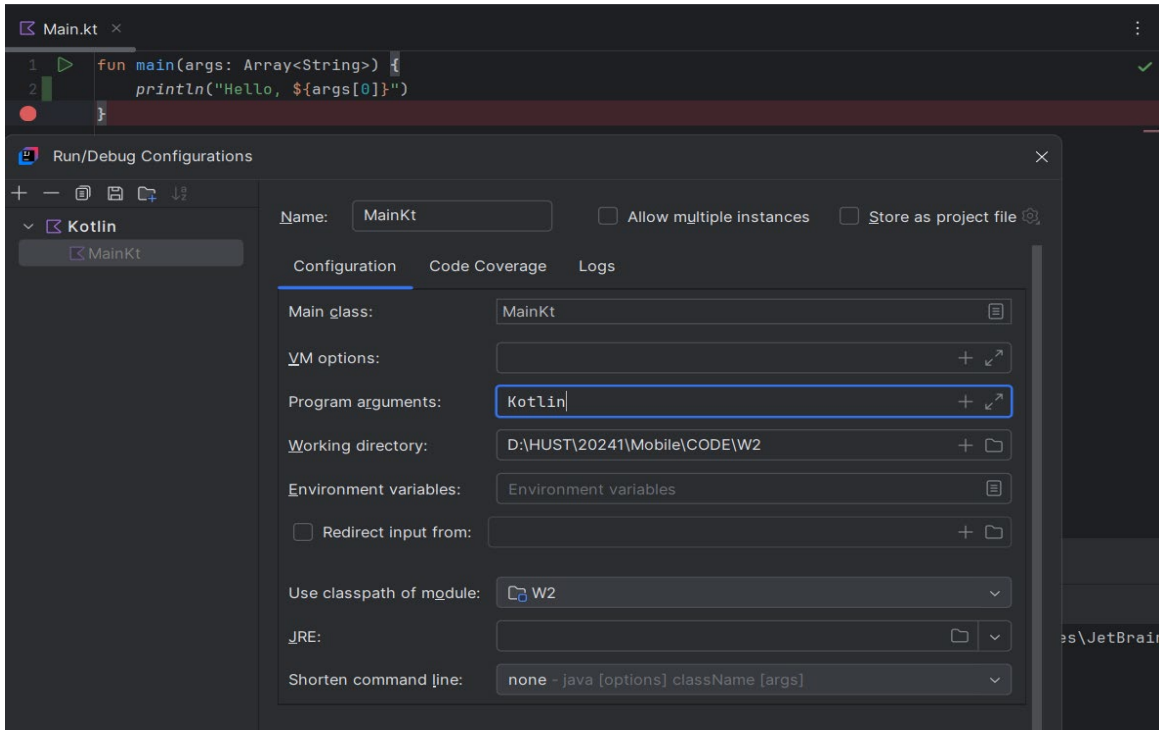 Main.kt
1 fun main(args: Array<String>) {
2 println("Hello, ${args[0]}")
}
Run/Debug Configurations
Kotlin
MainKt
Name: MainKt Allow multiple instances Store as project file
Configuration Code Coverage Logs
Main class: MainKt
VM options:
Program arguments: Kotlin
Working directory: D:\HUST\20241\Mobile\CODE\W2
Environment variables: Environment variables
Redirect input from:
Use classpath of module: W2
JRE:
es\JetBrain
Shorten command line: none - java [options] className [args]